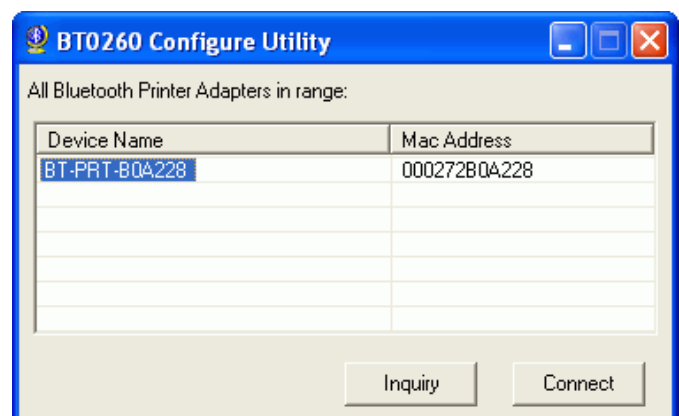 BT0260 Configure Utility
All Bluetooth Printer Adapters in range:
Device Name Mac Address
BT-PRT-B0A228 000272B0A228
Inquiry Connect